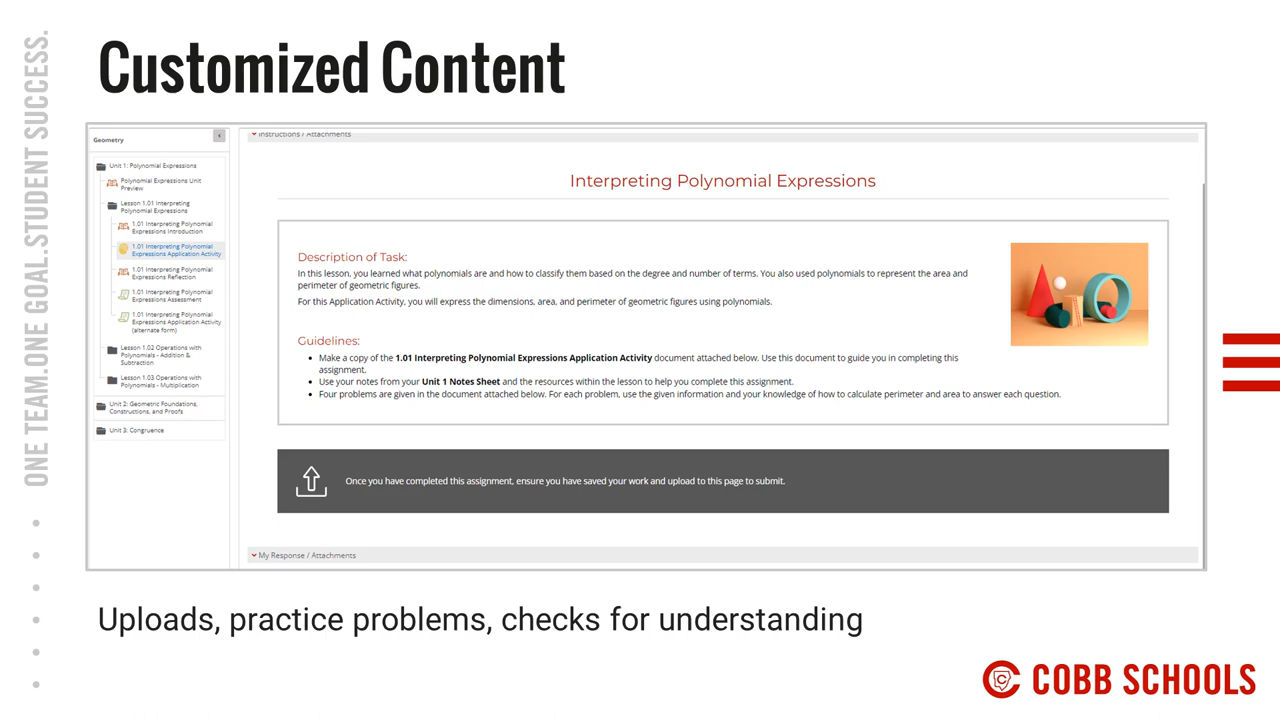 Customized Content
ONE TEAM.ONE GOAL.STUDENT SUCCESS.
Geometry
Unit 1: Polynomial Expressions
Polynomial Expressions Unit
Preview
Lesson 1.01 Interpreting
Polynomial Expressions
1.01 Interpreting Polynomial
Expressions Introduction
1.01 Interpreting Polynomial
Expressions Application Activity
1.01 Interpreting Polynomial
Expressions Reflection
1.01 Interpreting Polynomial
Expressions Assessment
1.01 Interpreting Polynomial
Expressions Application Activity
(alternate form)
Lesson 1.02 Operations with
Polynomials - Addition &
Subtraction
Lesson 1.03 Operations with
Polynomials - Multiplication
Unit 2: Geometric Foundations,
Constructions, and Proofs
Unit 3: Congruence
Instructions / Attachments
Interpreting Polynomial Expressions
Description of Task:
In this lesson, you learned what polynomials are and how to classify them based on the degree and number of terms. You also used polynomials to represent the area and
perimeter of geometric figures.
For this Application Activity, you will express the dimensions, area, and perimeter of geometric figures using polynomials.
Guidelines:
• Make a copy of the 1.01 Interpreting Polynomial Expressions Application Activity document attached below. Use this document to guide you in completing this
assignment.
• Use your notes from your Unit 1 Notes Sheet and the resources within the lesson to help you complete this assignment.
• Four problems are given in the document attached below. For each problem, use the given information and your knowledge of how to calculate perimeter and area to answer each question.
Once you have completed this assignment, ensure you have saved your work and upload to this page to submit.
My Response / Attachments
Uploads, practice problems, checks for understanding
C COBB SCHOOLS